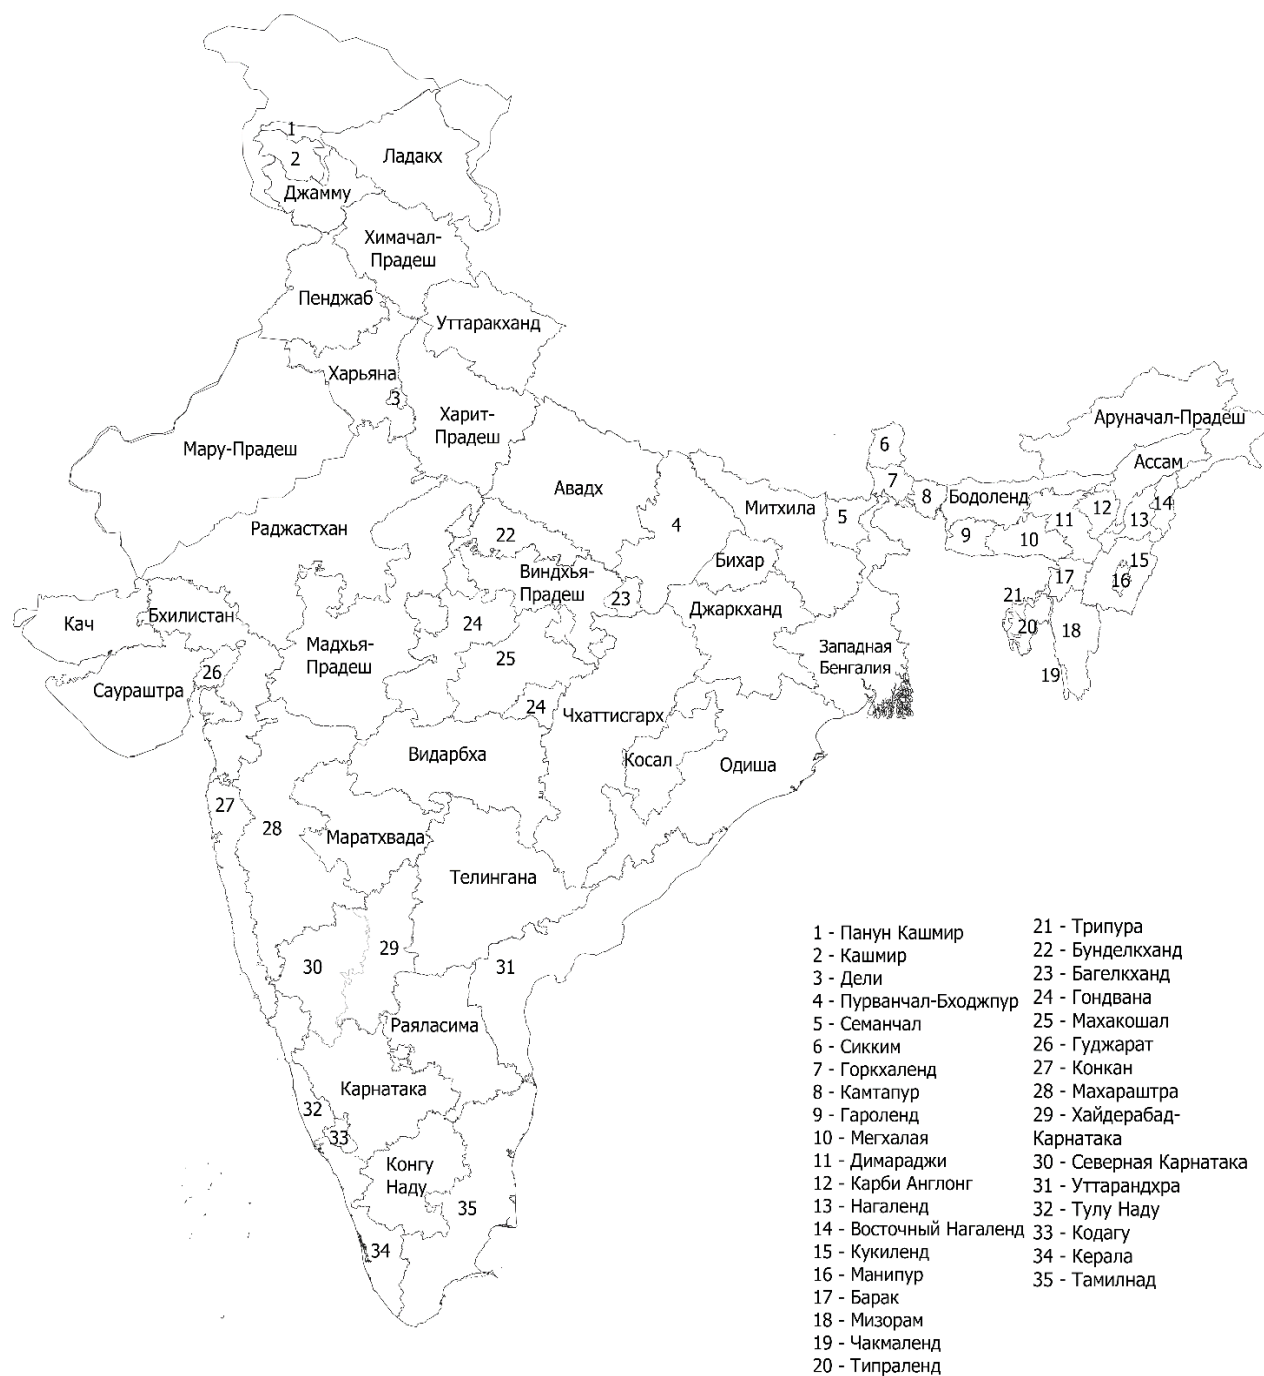 1
2
Ладакх
Джамму
Химачал-
Прадеш
Пенджаб
Уттаракханд
Харьяна
3
Харит-
Прадеш
Мару-Прадеш
Аруначал-Прадеш
Ассам
6
7
8
Бодоленд
14
12
13
11
10
9
Авадх
Митхила
5
4
Раджастхан
22
Бихар
Виндхья-
Прадеш
23
15
17
16
Джаркханд
21
20
18
19
Кач
Бхилистан
24
Мадхья-
Прадеш
25
26
Саураштра
Западная
Бенгалия
24
Чхаттисгарх
Видарбха
Косал
Одиша
27
28
Маратхвада
Телингана
29
30
31
Раяласима
Карнатака
32
33
Конгу
Наду
35
34
1 - Панун Кашмир
2 - Кашмир
3 - Дели
4 - Пурванчал-Бходжпур
5 - Семанчал
6 - Сикким
7 - Горкхаленд
8 - Камтапур
9 - Гароленд
10 - Мегхалая
11 - Димараджи
12 - Карби Англонг
13 - Нагаленд
14 - Восточный Нагаленд
15 - Кукиленд
16 - Манипур
17 - Барак
18 - Мизорам
19 - Чакмаленд
20 - Типраленд
21 - Трипура
22 - Бунделкханд
23 - Багелкханд
24 - Гондвана
25 - Махакошал
26 - Гуджарат
27 - Конкан
28 - Махараштра
29 - Хайдерабад-
Карнатака
30 - Северная Карнатака
31 - Уттарандхра
32 - Тулу Наду
33 - Кодагу
34 - Керала
35 - Тамилнад